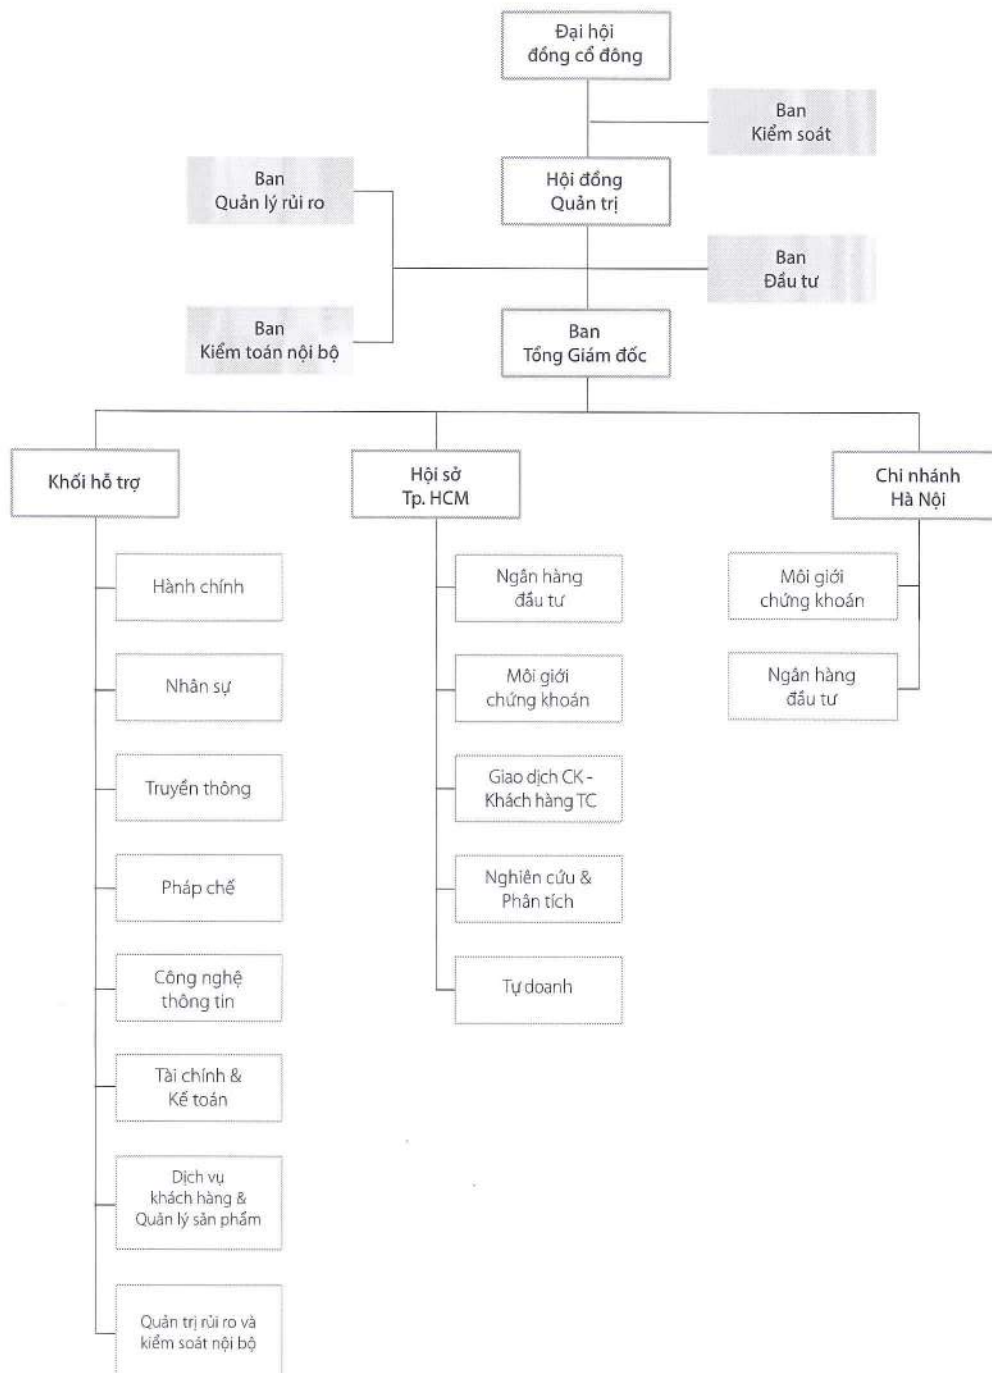 Đại hội
đồng cổ đông
Ban
Kiểm soát
Ban
Quản lý rủi ro
Hội đồng
Quản trị
Ban
Đầu tư
Ban
Kiểm toán nội bộ
Ban
Tổng Giám đốc
Khối hỗ trợ
Hội sở
Tp. HCM
Chi nhánh
Hà Nội
Hành chính
Nhân sự
Truyền thông
Pháp chế
Công nghệ
thông tin
Tài chính &
Kế toán
Dịch vụ
khách hàng &
Quản lý sản phẩm
Quản trị rủi ro và
kiểm soát nội bộ
Ngân hàng
đầu tư
Môi giới
chứng khoán
Giao dịch CK -
Khách hàng TC
Nghiên cứu &
Phân tích
Tự doanh
Môi giới
chứng khoán
Ngân hàng
đầu tư